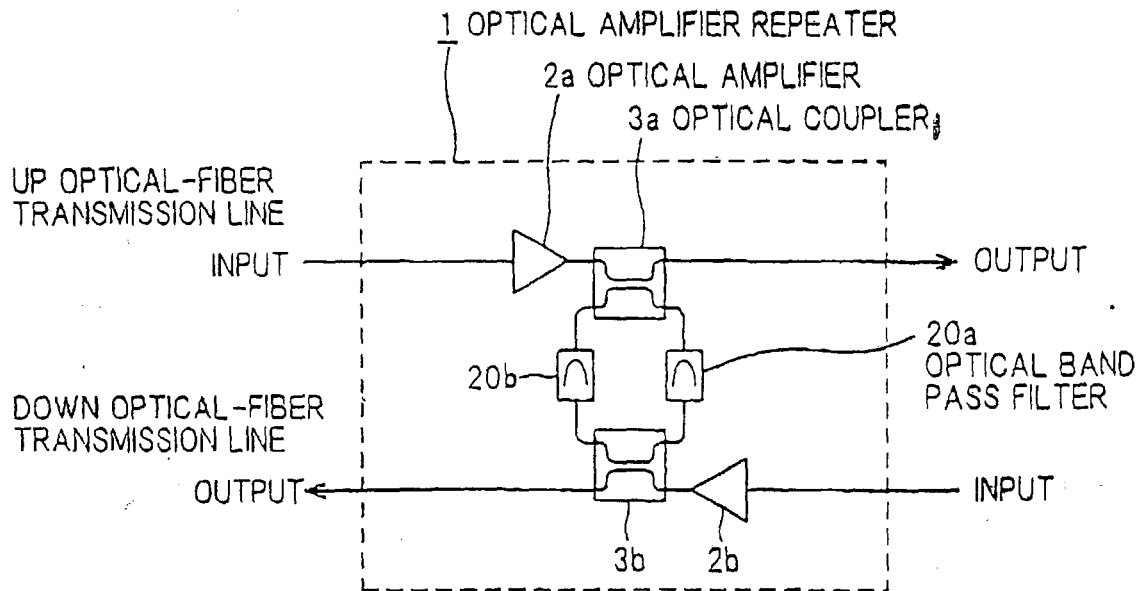 1 OPTICAL AMPLIFIER REPEATER
2a OPTICAL AMPLIFIER
3a OPTICAL COUPLER
UP OPTICAL-FIBER
TRANSMISSION LINE
INPUT
OUTPUT
20b
20a
OPTICAL BAND
PASS FILTER
DOWN OPTICAL-FIBER
TRANSMISSION LINE
OUTPUT
INPUT
3b
2b